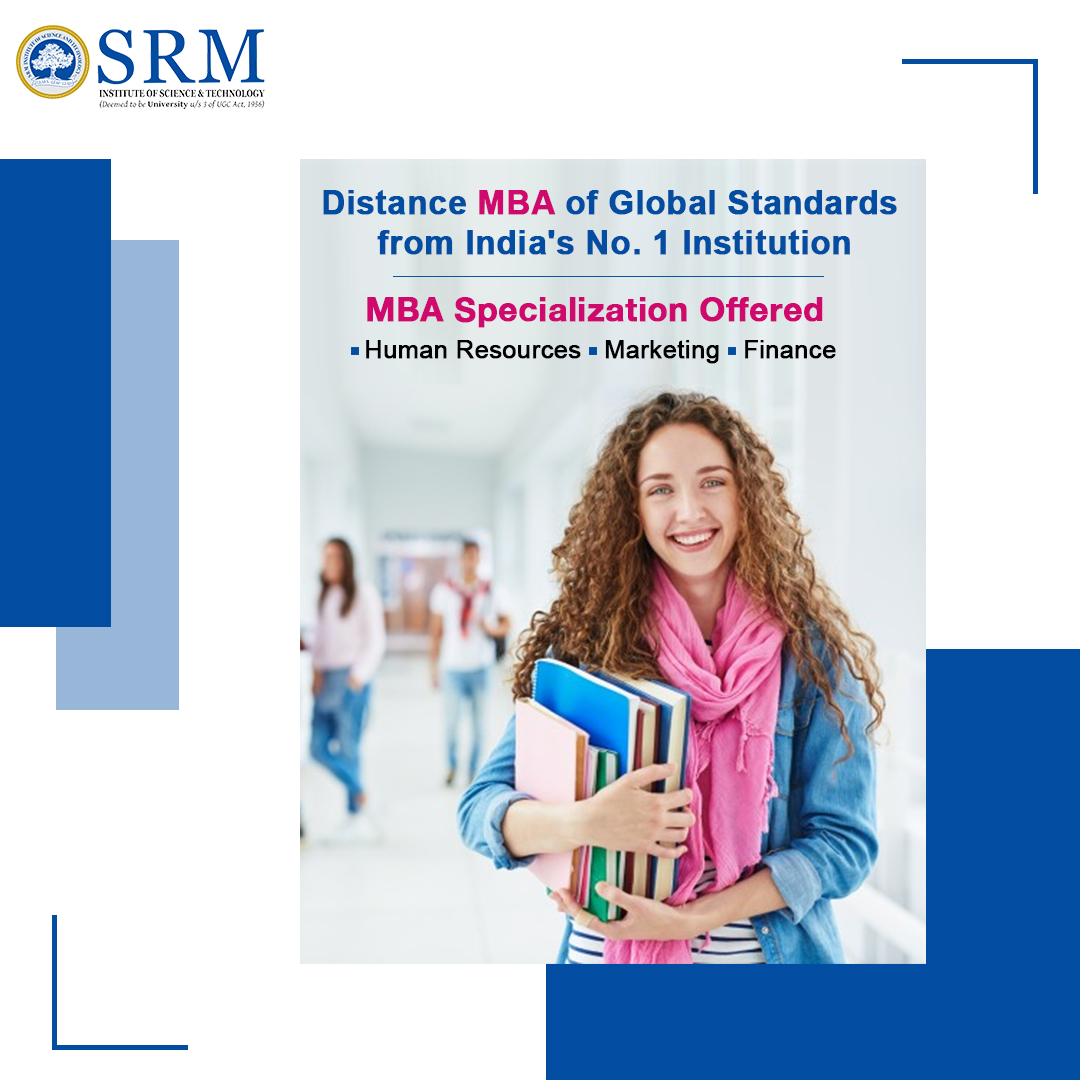 SRM
INSTITUTE OF SCIENCE & TECHNOLOGY
(Deemed to be University u/s 3 of UGC Act, 1956)
Distance MBA of Global Standards
from India's No. 1 Institution
MBA Specialization Offered
▪ Human Resources ▪ Marketing ▪ Finance